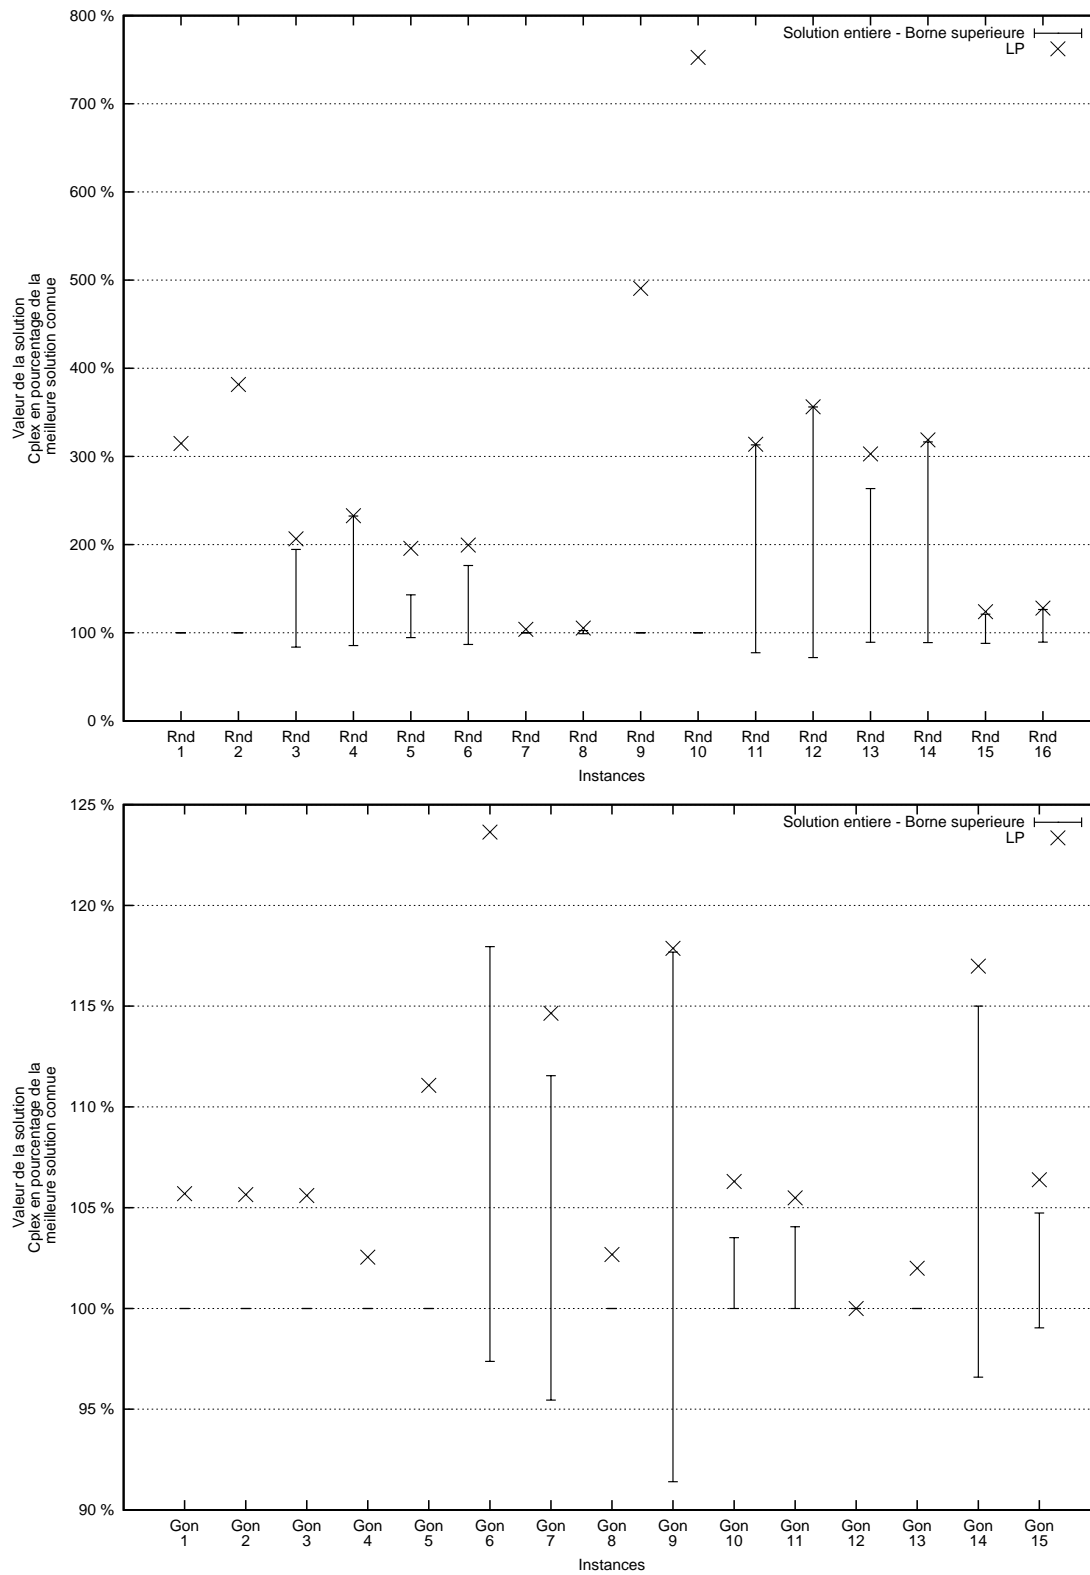 800 %
700 %
600 %
500 %
400 %
300 %
200 %
100 %
0 %
Valeur de la solution
Cplex en pourcentage de la
meilleure solution connue
Solution entiere - Borne superieure
LP
Rnd 1
Rnd 2
Rnd 3
Rnd 4
Rnd 5
Rnd 6
Rnd 7
Rnd 8
Rnd 9
Rnd 10
Rnd 11
Rnd 12
Rnd 13
Rnd 14
Rnd 15
Rnd 16
Instances
125 %
120 %
115 %
110 %
105 %
100 %
95 %
90 %
Valeur de la solution
Cplex en pourcentage de la
meilleure solution connue
Solution entiere - Borne superieure
LP
Gon 1
Gon 2
Gon 3
Gon 4
Gon 5
Gon 6
Gon 7
Gon 8
Gon 9
Gon 10
Gon 11
Gon 12
Gon 13
Gon 14
Gon 15
Instances